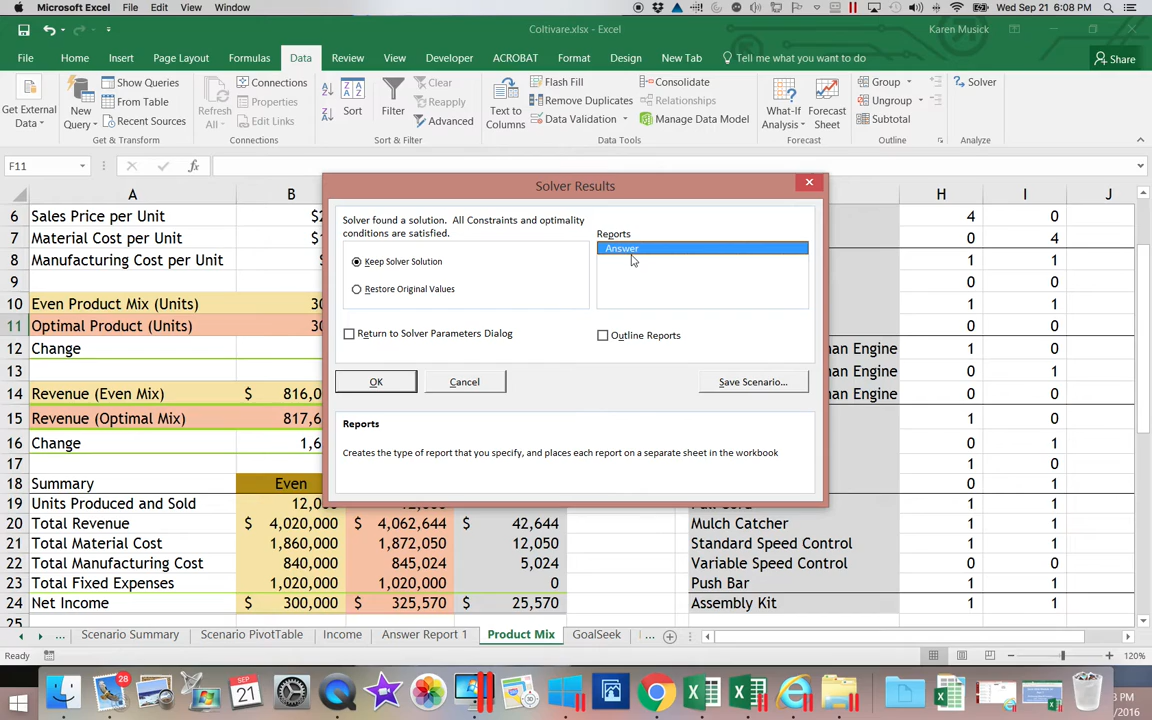 Microsoft Excel File Edit View Window Wed Sep 21 6:08 PM
Coltivare.xlsx - Excel Karen Musick
File Home Insert Page Layout Formulas Data Review View Developer ACROBAT Format Design New Tab Tell me what you want to do Share
Get External Data
New Query
Show Queries
From Table
Recent Sources
Refresh All
Connections
Properties
Edit Links
Sort
Filter
Clear
Reapply
Advanced
Text to Columns
Flash Fill
Remove Duplicates
Data Validation
Consolidate
Relationships
Manage Data Model
What-If Analysis
Forecast Sheet
Group
Ungroup
Subtotal
Solver
Get & Transform Connections Sort & Filter Data Tools Forecast Outline Analyze
F11 fx
A B H I J
6 Sales Price per Unit $2 4 0
7 Material Cost per Unit $1 0 4
8 Manufacturing Cost per Unit 1 1
9 0 1
10 Even Product Mix (Units) 30 1 0
11 Optimal Product (Units) 30 0 0
12 Change an Engine 1 0
13 man Engine 0 1
14 Revenue (Even Mix) $ 816,0 an Engine 0 0
15 Revenue (Optimal Mix) 817,6 1 0
16 Change 1,6 0 1
17 1 0
18 Summary Even 0 1
19 Units Produced and Sold 12,000 1 1
20 Total Revenue $ 4,020,000 $ 4,062,644 $ 42,644 Mulch Catcher 1 1
21 Total Material Cost 1,860,000 1,872,050 12,050 Standard Speed Control 1 1
22 Total Manufacturing Cost 840,000 845,024 5,024 Variable Speed Control 0 0
23 Total Fixed Expenses 1,020,000 1,020,000 0 Push Bar 1 1
24 Net Income $ 300,000 $ 325,570 $ 25,570 Assembly Kit 1 1
25
Solver Results
Solver found a solution. All Constraints and optimality
conditions are satisfied.
Keep Solver Solution
Restore Original Values
Reports
Answer
Return to Solver Parameters Dialog
Outline Reports
OK Cancel Save Scenario...
Reports
Creates the type of report that you specify, and places each report on a separate sheet in the workbook
... Scenario Summary Scenario PivotTable Income Answer Report 1 Product Mix GoalSeek ...
Ready 120%
28
SEP
21
3 PM
/2016